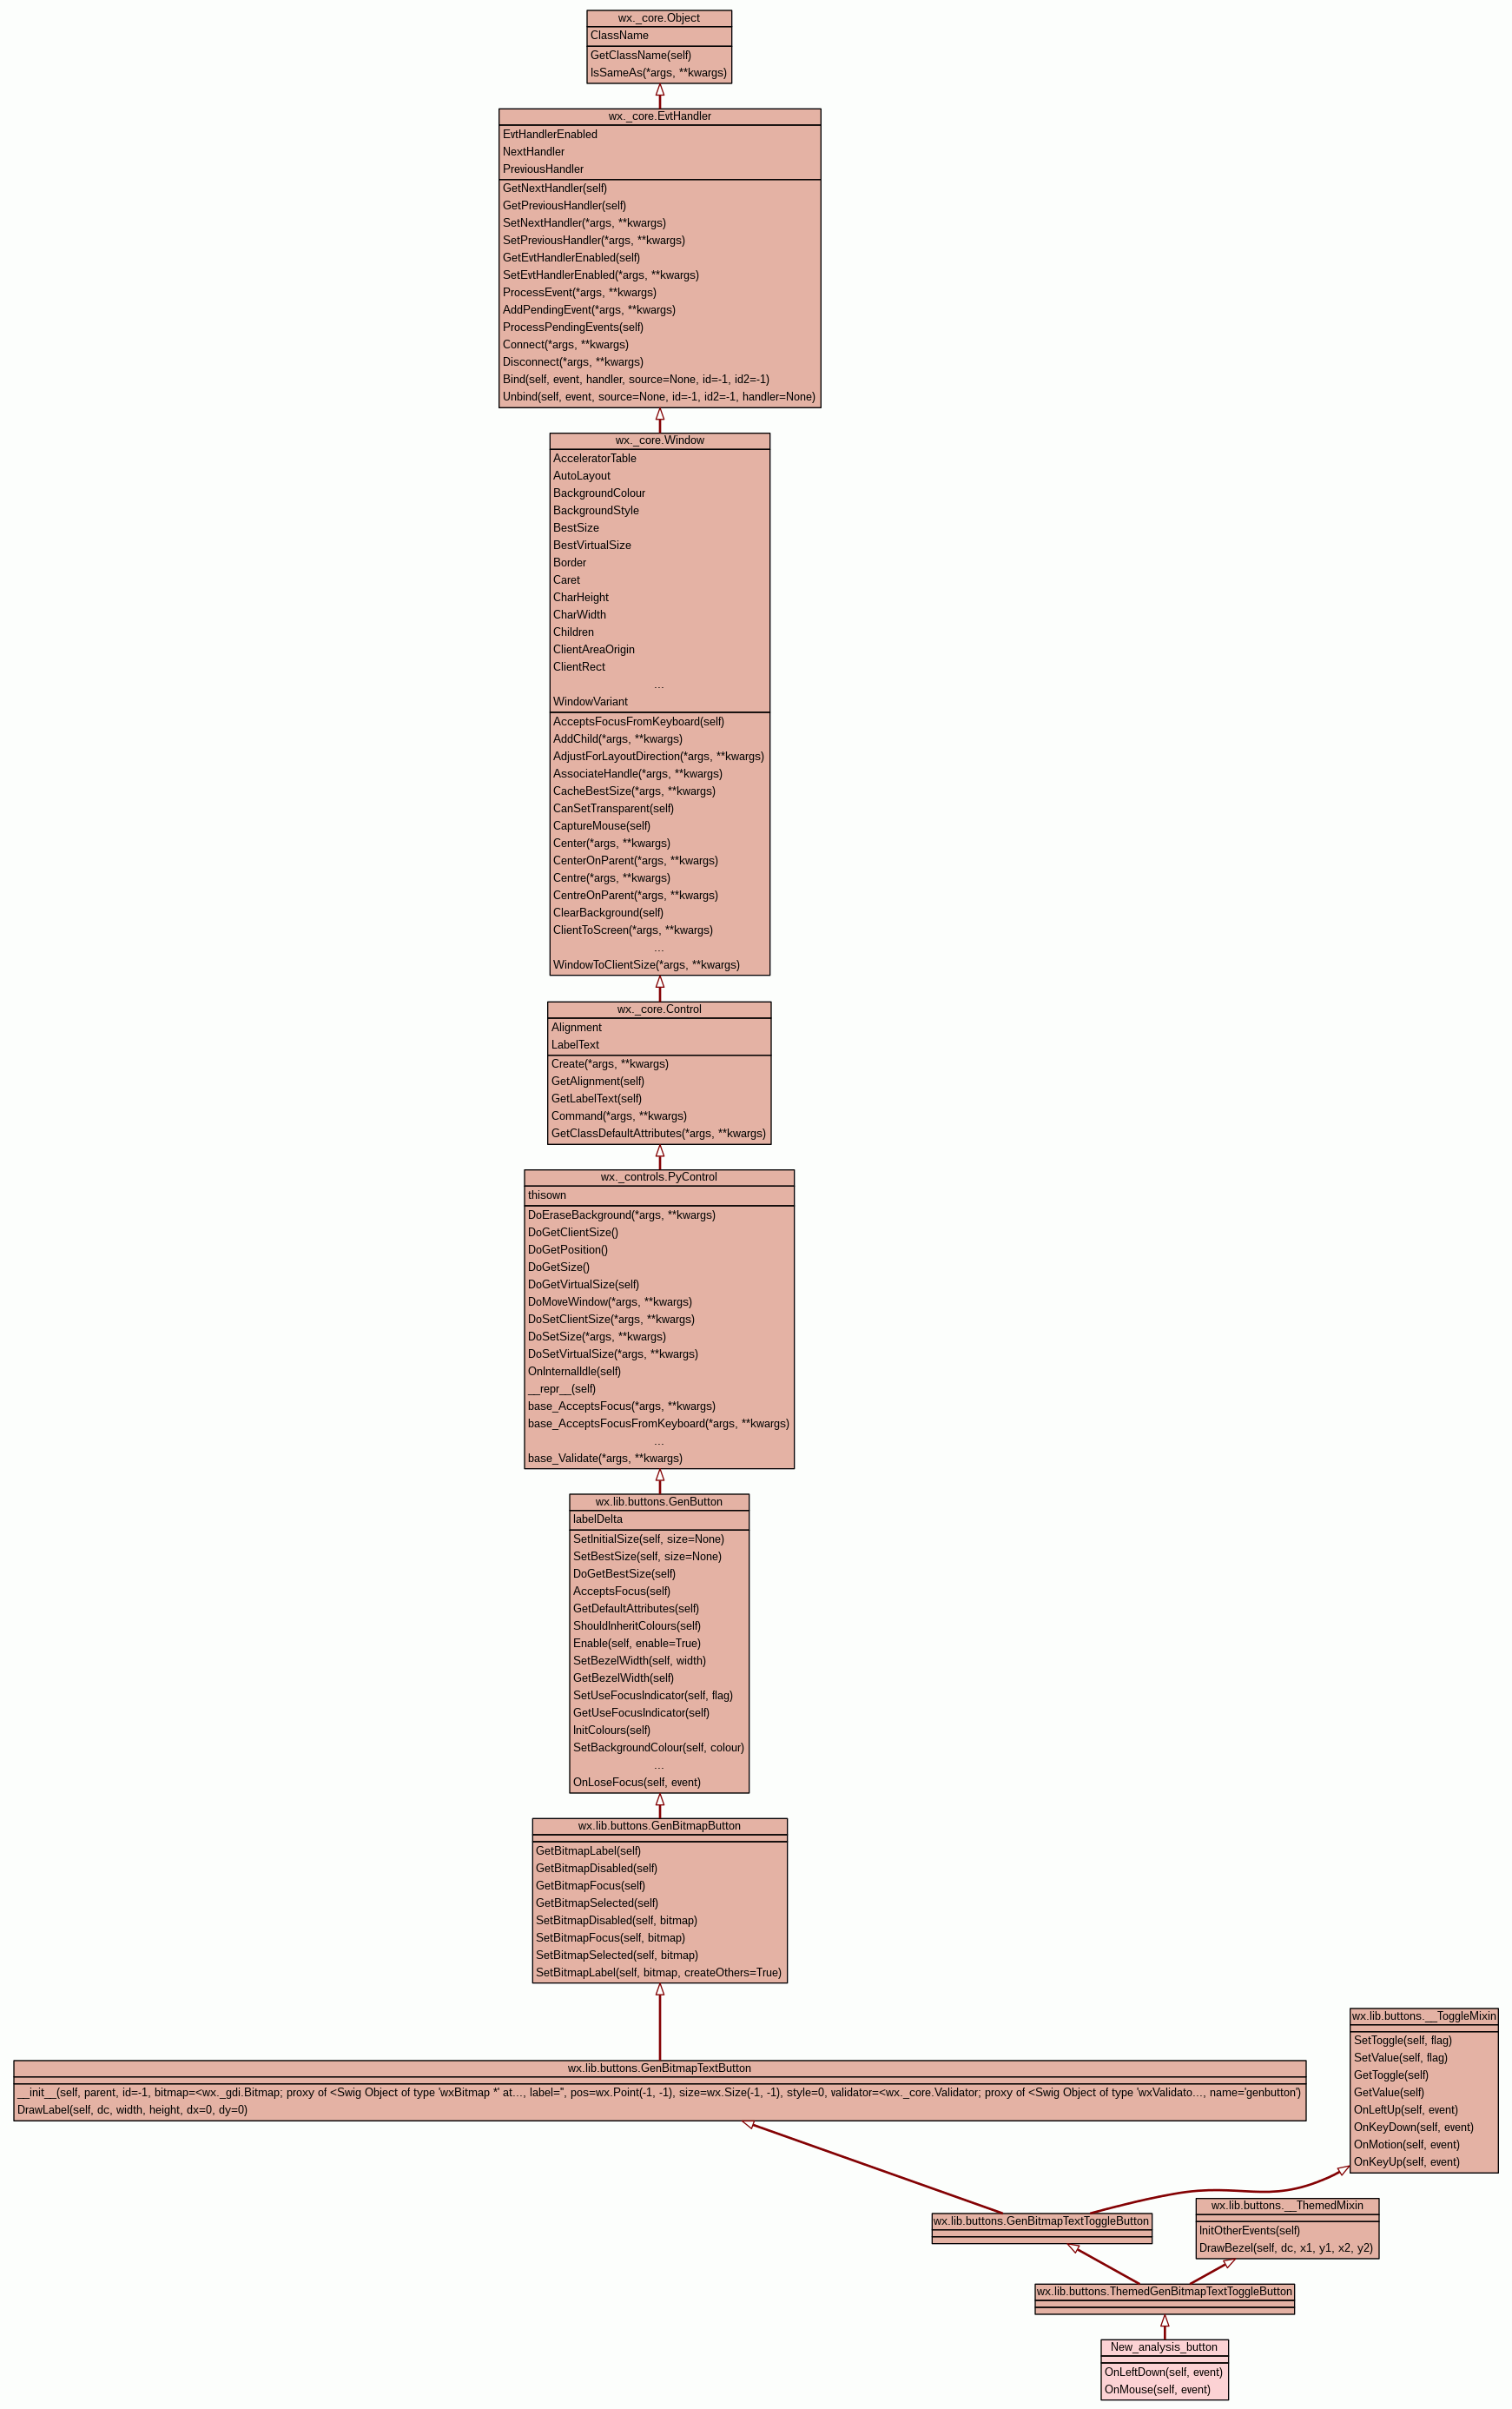 wx._core.Object
ClassName
GetClassName(self)
IsSameAs(*args, **kwargs)
wx._core.EvtHandler
EvtHandlerEnabled
NextHandler
PreviousHandler
GetNextHandler(self)
GetPreviousHandler(self)
SetNextHandler(*args, **kwargs)
SetPreviousHandler(*args, **kwargs)
GetEvtHandlerEnabled(self)
SetEvtHandlerEnabled(*args, **kwargs)
ProcessEvent(*args, **kwargs)
AddPendingEvent(*args, **kwargs)
ProcessPendingEvents(self)
Connect(*args, **kwargs)
Disconnect(*args, **kwargs)
Bind(self, event, handler, source=None, id=-1, id2=-1)
Unbind(self, event, source=None, id=-1, id2=-1, handler=None)
wx._core.Window
AcceleratorTable
AutoLayout
BackgroundColour
BackgroundStyle
BestSize
BestVirtualSize
Border
Caret
CharHeight
CharWidth
Children
ClientAreaOrigin
ClientRect
...
WindowVariant
AcceptsFocusFromKeyboard(self)
AddChild(*args, **kwargs)
AdjustForLayoutDirection(*args, **kwargs)
AssociateHandle(*args, **kwargs)
CacheBestSize(*args, **kwargs)
CanSetTransparent(self)
CaptureMouse(self)
Center(*args, **kwargs)
CenterOnParent(*args, **kwargs)
Centre(*args, **kwargs)
CentreOnParent(*args, **kwargs)
ClearBackground(self)
ClientToScreen(*args, **kwargs)
...
WindowToClientSize(*args, **kwargs)
wx._core.Control
Alignment
LabelText
Create(*args, **kwargs)
GetAlignment(self)
GetLabelText(self)
Command(*args, **kwargs)
GetClassDefaultAttributes(*args, **kwargs)
wx._controls.PyControl
thisown
DoEraseBackground(*args, **kwargs)
DoGetClientSize()
DoGetPosition()
DoGetSize()
DoGetVirtualSize(self)
DoMoveWindow(*args, **kwargs)
DoSetClientSize(*args, **kwargs)
DoSetSize(*args, **kwargs)
DoSetVirtualSize(*args, **kwargs)
OnInternalIdle(self)
__repr__(self)
base_AcceptsFocus(*args, **kwargs)
base_AcceptsFocusFromKeyboard(*args, **kwargs)
...
base_Validate(*args, **kwargs)
wx.lib.buttons.GenButton
labelDelta
SetInitialSize(self, size=None)
SetBestSize(self, size=None)
DoGetBestSize(self)
AcceptsFocus(self)
GetDefaultAttributes(self)
ShouldInheritColours(self)
Enable(self, enable=True)
SetBezelWidth(self, width)
GetBezelWidth(self)
SetUseFocusIndicator(self, flag)
GetUseFocusIndicator(self)
InitColours(self)
SetBackgroundColour(self, colour)
...
OnLoseFocus(self, event)
wx.lib.buttons.GenBitmapButton
GetBitmapLabel(self)
GetBitmapDisabled(self)
GetBitmapFocus(self)
GetBitmapSelected(self)
SetBitmapDisabled(self, bitmap)
SetBitmapFocus(self, bitmap)
SetBitmapSelected(self, bitmap)
SetBitmapLabel(self, bitmap, createOthers=True)
wx.lib.buttons.__ToggleMixin
SetToggle(self, flag)
SetValue(self, flag)
GetToggle(self)
GetValue(self)
OnLeftUp(self, event)
OnKeyDown(self, event)
OnMotion(self, event)
OnKeyUp(self, event)
wx.lib.buttons.GenBitmapTextButton
__init__(self, parent, id=-1, bitmap=<wx._gdi.Bitmap; proxy of <Swig Object of type 'wxBitmap *' at..., label='', pos=wx.Point(-1, -1), size=wx.Size(-1, -1), style=0, validator=<wx._core.Validator; proxy of <Swig Object of type 'wxValidato..., name='genbutton')
DrawLabel(self, dc, width, height, dx=0, dy=0)
wx.lib.buttons.__ThemedMixin
InitOtherEvents(self)
DrawBezel(self, dc, x1, y1, x2, y2)
wx.lib.buttons.GenBitmapTextToggleButton
wx.lib.buttons.ThemedGenBitmapTextToggleButton
New_analysis_button
OnLeftDown(self, event)
OnMouse(self, event)